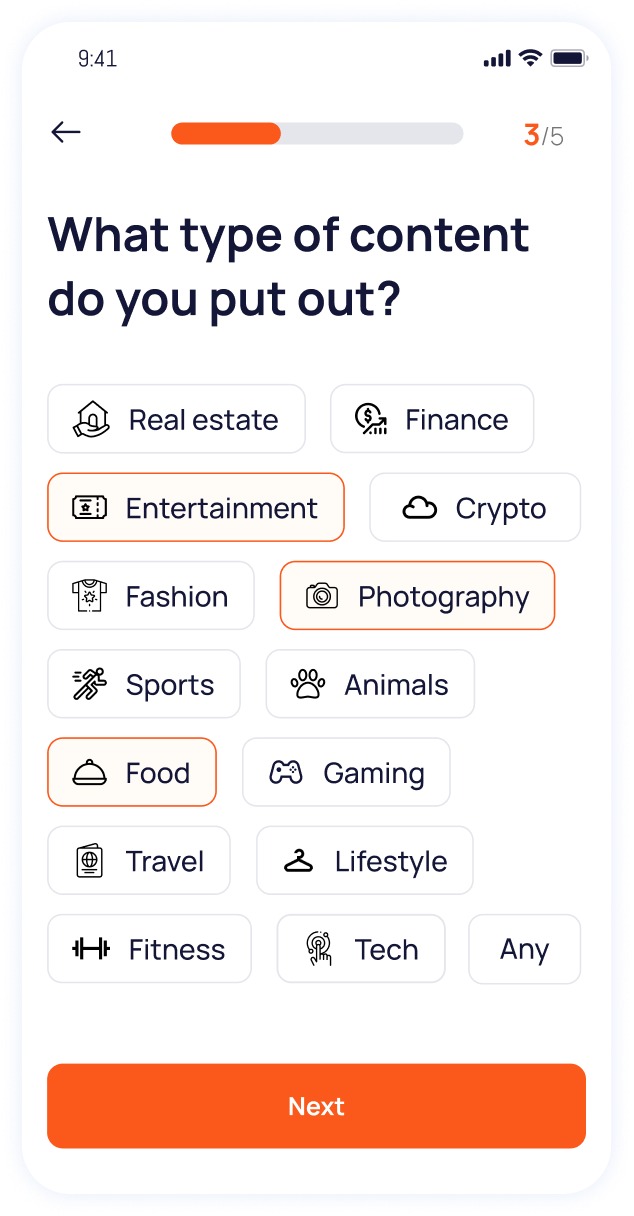 9:41
3/5
What type of content
do you put out?
Real estate
Finance
Entertainment
Crypto
Fashion
Photography
Sports
Animals
Food
Gaming
Travel
Lifestyle
Fitness
Tech
Any
Next